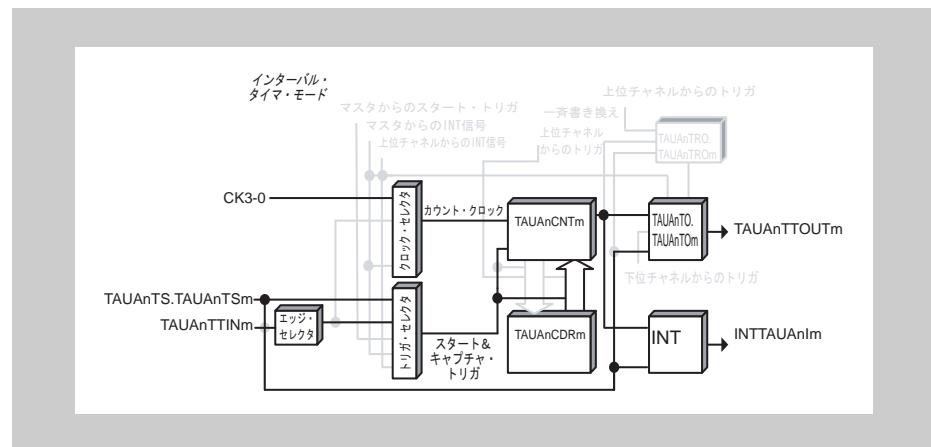 インターバル・
タイマ・モード
上位チャネルからのトリガ
マスタからのスタート・トリガ
一斉書き換え
マスタからのINT信号
上位チャネル
からのトリガ
上位チャネルからのINT信号
TAUAnTRO.
TAUAnTROm
CK3-0
クロック・セレクタ
カウント・クロック
TAUAnCNTm
TAUAnTO.
TAUAnTOm
TAUAnTTOUTm
下位チャネルからのトリガ
TAUAnTS.TAUAnTSm
TAUAnTTINm
エッジ・
セレクタ
トリガ・セレクタ
スタート&
キャプチャ・
トリガ
TAUAnCDRm
INT
INTTAUAnIm